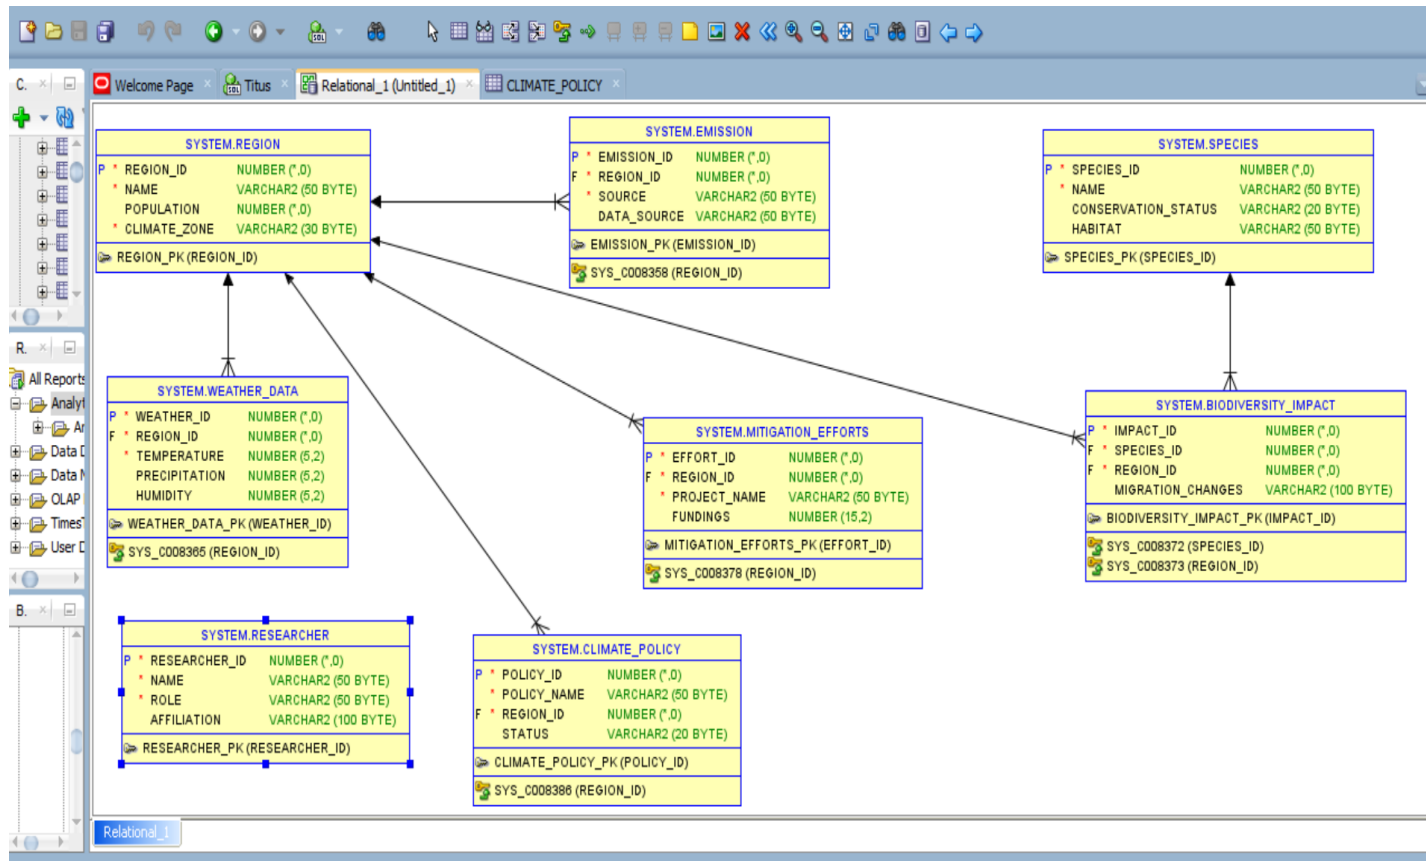 C.
Welcome Page
Titus
Relational_1 (Untitled_1)
CLIMATE_POLICY
SYSTEM.REGION
P * REGION_ID NUMBER (*,0)
* NAME VARCHAR2 (50 BYTE)
POPULATION NUMBER (*,0)
* CLIMATE_ZONE VARCHAR2 (30 BYTE)
REGION_PK (REGION_ID)
SYSTEM.EMISSION
P * EMISSION_ID NUMBER (*,0)
F * REGION_ID NUMBER (*,0)
* SOURCE VARCHAR2 (50 BYTE)
DATA_SOURCE VARCHAR2 (50 BYTE)
EMISSION_PK (EMISSION_ID)
SYS_C008358 (REGION_ID)
SYSTEM.SPECIES
P * SPECIES_ID NUMBER (*,0)
* NAME VARCHAR2 (50 BYTE)
CONSERVATION_STATUS VARCHAR2 (20 BYTE)
HABITAT VARCHAR2 (50 BYTE)
SPECIES_PK (SPECIES_ID)
R.
All Reports
Analyt
Ar
Data D
Data M
OLAP
Times
User D
B.
SYSTEM.WEATHER_DATA
P * WEATHER_ID NUMBER (*,0)
F * REGION_ID NUMBER (*,0)
* TEMPERATURE NUMBER (5,2)
PRECIPITATION NUMBER (5,2)
HUMIDITY NUMBER (5,2)
WEATHER_DATA_PK (WEATHER_ID)
SYS_C008365 (REGION_ID)
SYSTEM.MITIGATION_EFFORTS
P * EFFORT_ID NUMBER (*,0)
F * REGION_ID NUMBER (*,0)
* PROJECT_NAME VARCHAR2 (50 BYTE)
FUNDINGS NUMBER (15,2)
MITIGATION_EFFORTS_PK (EFFORT_ID)
SYS_C008378 (REGION_ID)
SYSTEM.BIODIVERSITY_IMPACT
P * IMPACT_ID NUMBER (*,0)
F * SPECIES_ID NUMBER (*,0)
F * REGION_ID NUMBER (*,0)
MIGRATION_CHANGES VARCHAR2 (100 BYTE)
BIODIVERSITY_IMPACT_PK (IMPACT_ID)
SYS_C008372 (SPECIES_ID)
SYS_C008373 (REGION_ID)
SYSTEM.RESEARCHER
P * RESEARCHER_ID NUMBER (*,0)
* NAME VARCHAR2 (50 BYTE)
* ROLE VARCHAR2 (50 BYTE)
AFFILIATION VARCHAR2 (100 BYTE)
RESEARCHER_PK (RESEARCHER_ID)
SYSTEM.CLIMATE_POLICY
P * POLICY_ID NUMBER (*,0)
* POLICY_NAME VARCHAR2 (50 BYTE)
F * REGION_ID NUMBER (*,0)
STATUS VARCHAR2 (20 BYTE)
CLIMATE_POLICY_PK (POLICY_ID)
SYS_C008386 (REGION_ID)
Relational_1